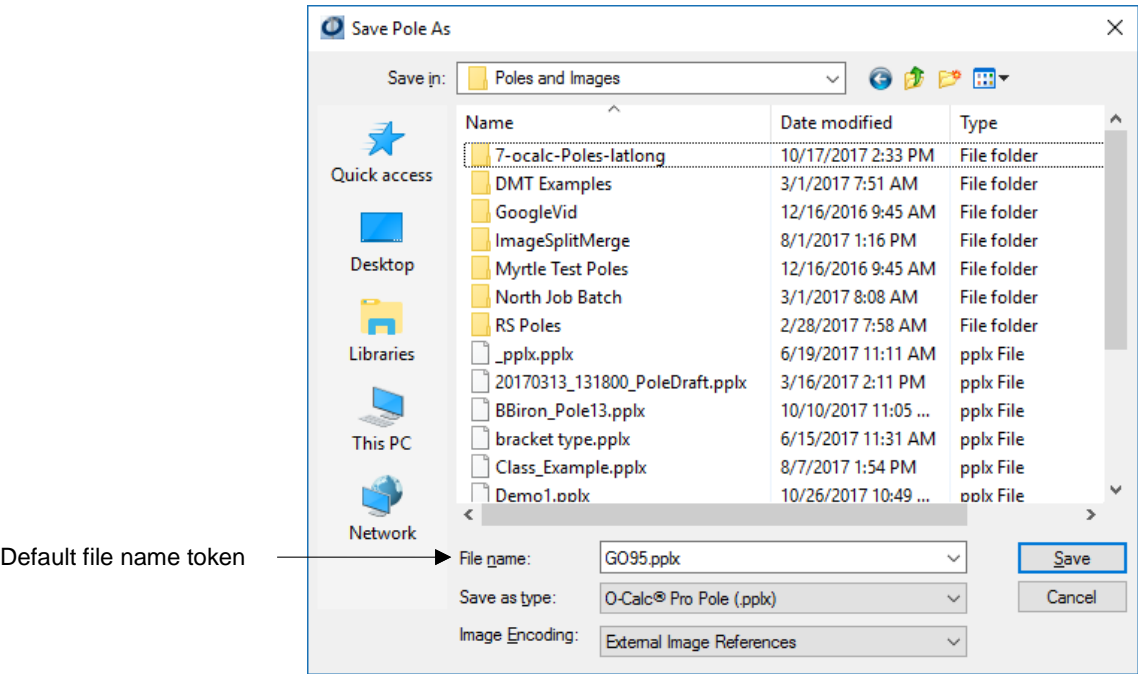 Save Pole As
Save in: Poles and Images
Name Date modified Type
7-ocalc-Poles-latlong 10/17/2017 2:33 PM File folder
DMT Examples 3/1/2017 7:51 AM File folder
GoogleVid 12/16/2016 9:45 AM File folder
ImageSplitMerge 8/1/2017 1:16 PM File folder
Myrtle Test Poles 12/16/2016 9:45 AM File folder
North Job Batch 3/1/2017 8:08 AM File folder
RS Poles 2/28/2017 7:58 AM File folder
_pplx.pplx 6/19/2017 11:11 AM pplx File
20170313_131800_PoleDraft.pplx 3/16/2017 2:11 PM pplx File
BBiron_Pole13.pplx 10/10/2017 11:05 ... pplx File
bracket type.pplx 6/15/2017 11:31 AM pplx File
Class_Example.pplx 8/7/2017 1:54 PM pplx File
Demo1.pplx 10/26/2017 10:49 ... pplx File
Quick access
Desktop
Libraries
This PC
Network
Default file name token
File name: GO95.pplx Save
Save as type: O-Calc® Pro Pole (.pplx) Cancel
Image Encoding: External Image References